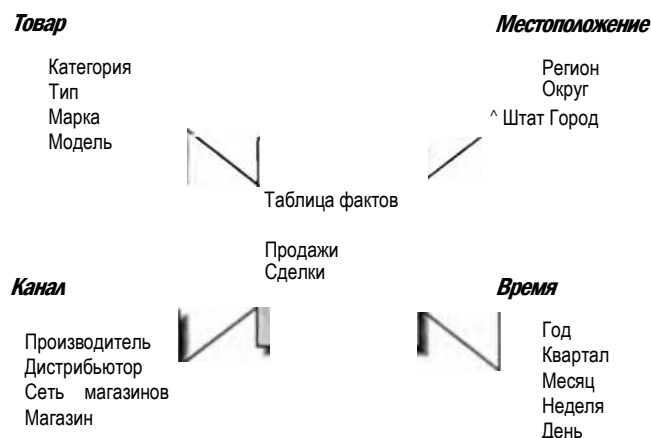 Товар
Категория
Тип
Марка
Модель
Местоположение
Регион
Округ
^ Штат Город
Таблица фактов
Продажи
Сделки
Канал
Производитель
Дистрибьютор
Сеть магазинов
Магазин
Время
Год
Квартал
Месяц
Неделя
День